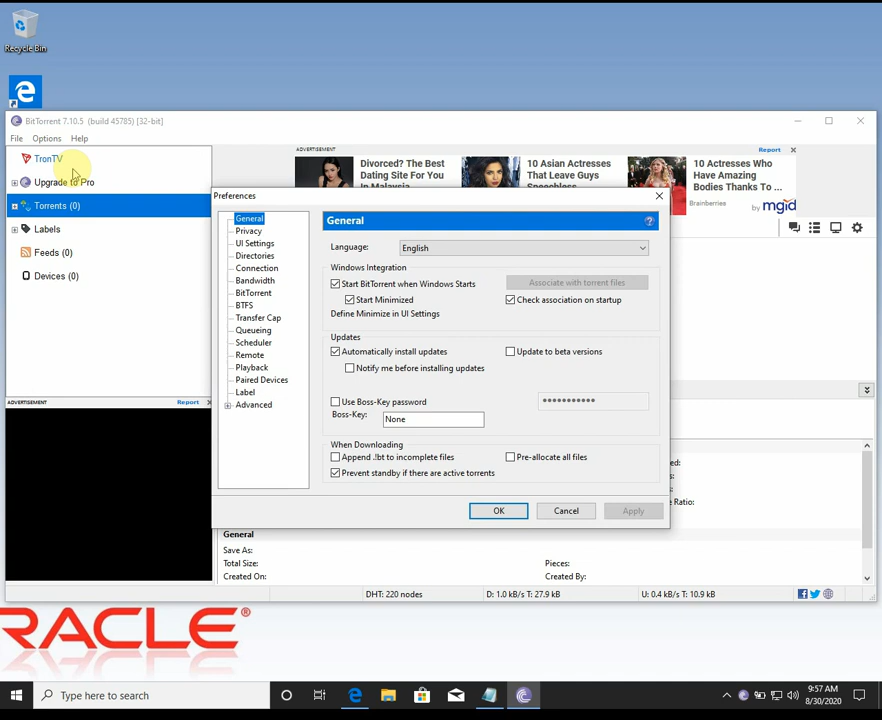 Recycle Bin
BitTorrent 7.10.5 (build 45785) [32-bit]
File Options Help
TronTV
Upgrade to Pro
Torrents (0)
Labels
Feeds (0)
Devices (0)
ADVERTISEMENT
Report
ADVERTISEMENT
Report
Divorced? The Best
Dating Site For You
In Malaysia
10 Asian Actresses
That Leave Guys
Speechless
10 Actresses Who
Have Amazing
Bodies Thanks To ...
Brainberries
by mgid
Preferences
General
Privacy
UI Settings
Directories
Connection
Bandwidth
BitTorrent
BTFS
Transfer Cap
Queueing
Scheduler
Remote
Playback
Paired Devices
Label
Advanced
General
Language: English
Windows Integration
Start BitTorrent when Windows Starts
Associate with torrent files
Start Minimized
Check association on startup
Define Minimize in UI Settings
Updates
Automatically install updates
Update to beta versions
Notify me before installing updates
Use Boss-Key password
•••••••••••
Boss-Key: None
When Downloading
Append .!bt to incomplete files
Pre-allocate all files
Prevent standby if there are active torrents
OK Cancel Apply
Ratio:
General
Save As:
Total Size:
Pieces:
Created On:
Created By:
DHT: 220 nodes
D: 1.0 kB/s T: 27.9 kB
U: 0.4 kB/s T: 10.9 kB
RACLE®
Type here to search
9:57 AM
8/30/2020